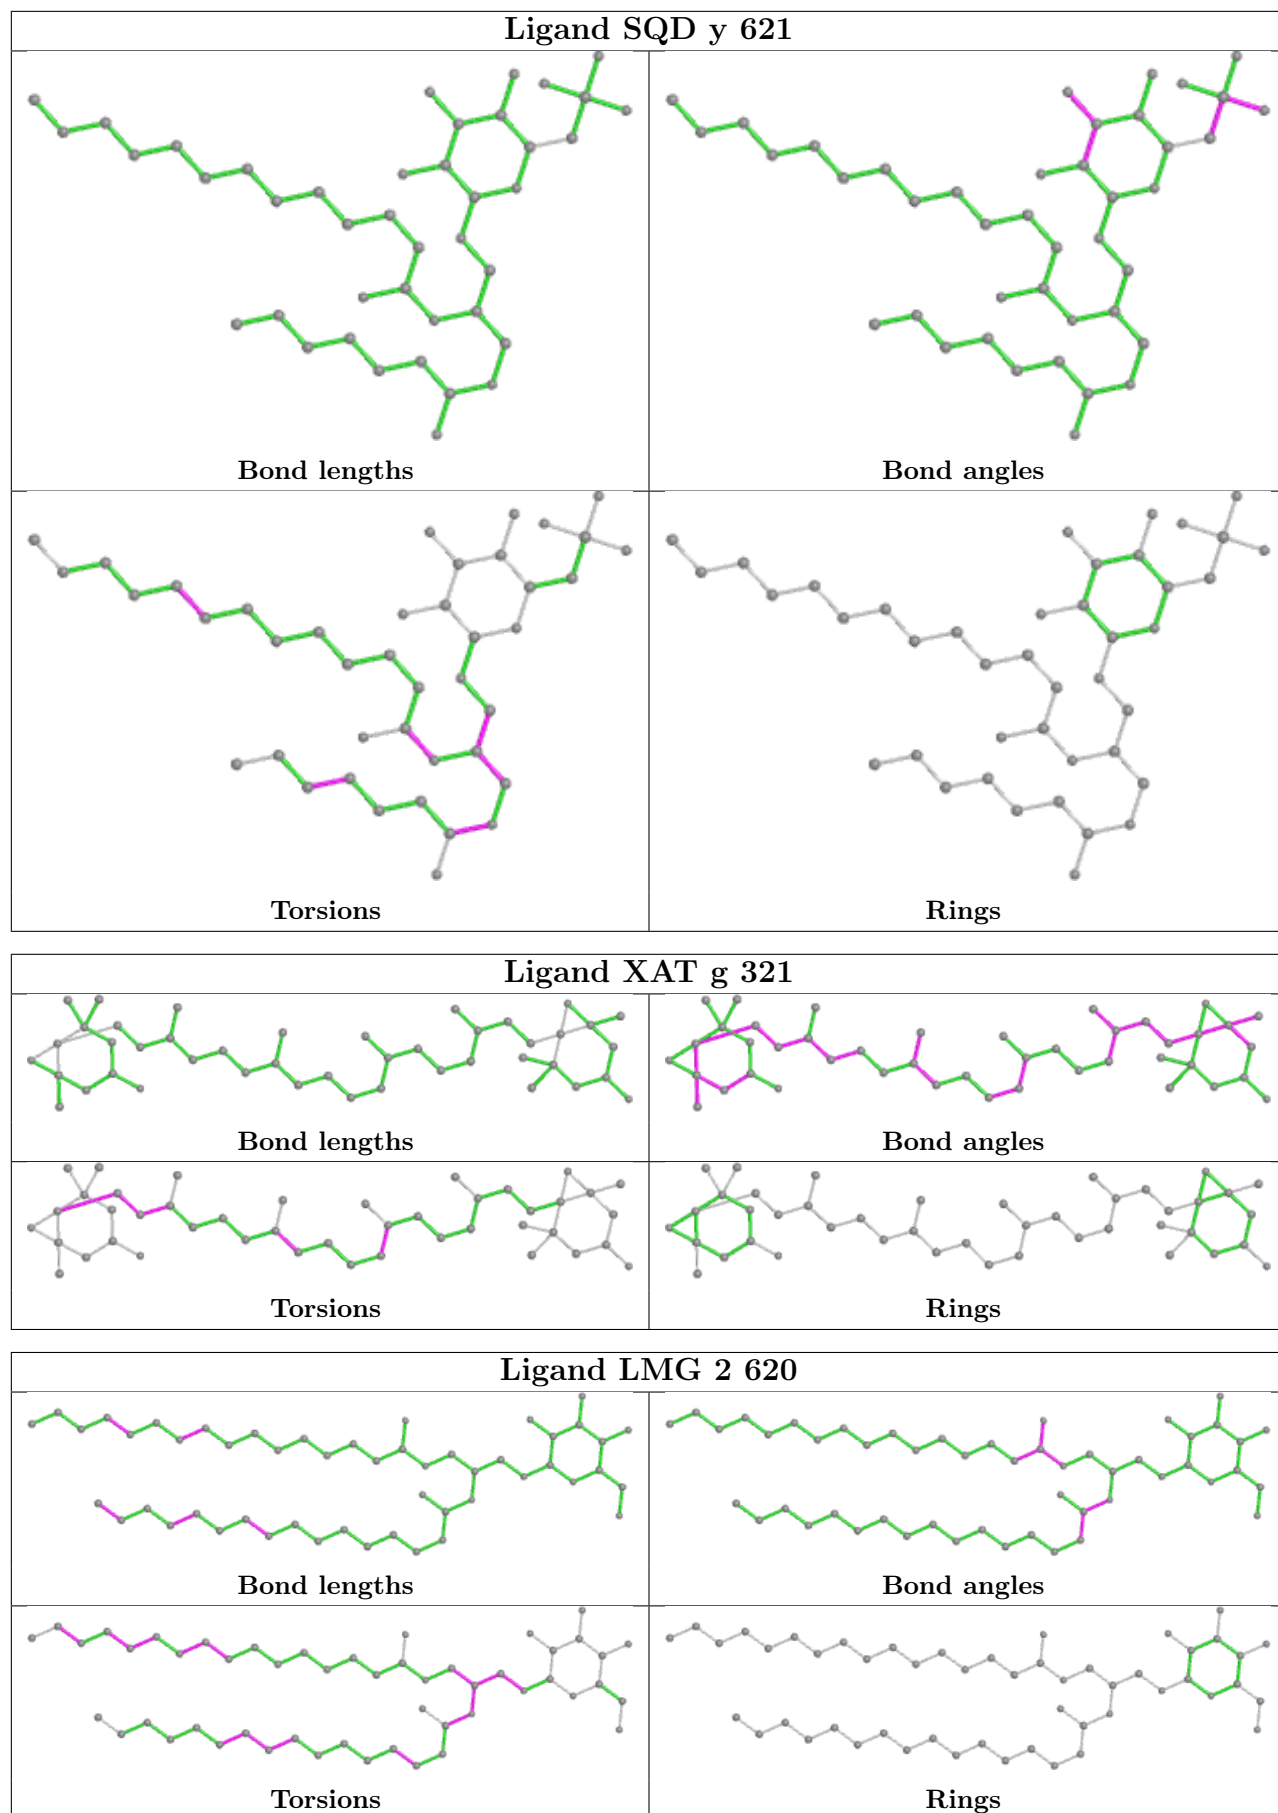 Ligand SQD y 621
Bond lengths
Bond angles
Torsions
Rings
Ligand XAT g 321
Bond lengths
Bond angles
Torsions
Rings
Ligand LMG 2 620
Bond lengths
Bond angles
Torsions
Rings